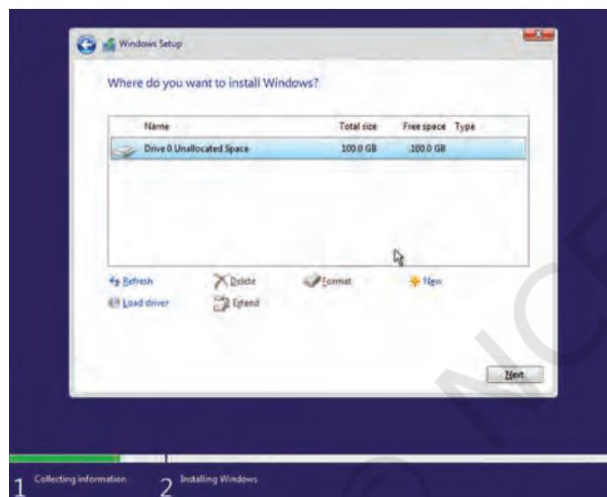 Windows Setup
Where do you want to install Windows?
Name Total size Free space Type
Drive 0 Unallocated Space 100.0 GB 100.0 GB
Refresh Delete Format New
Load driver Extend
Next
1 Collecting information 2 Installing Windows